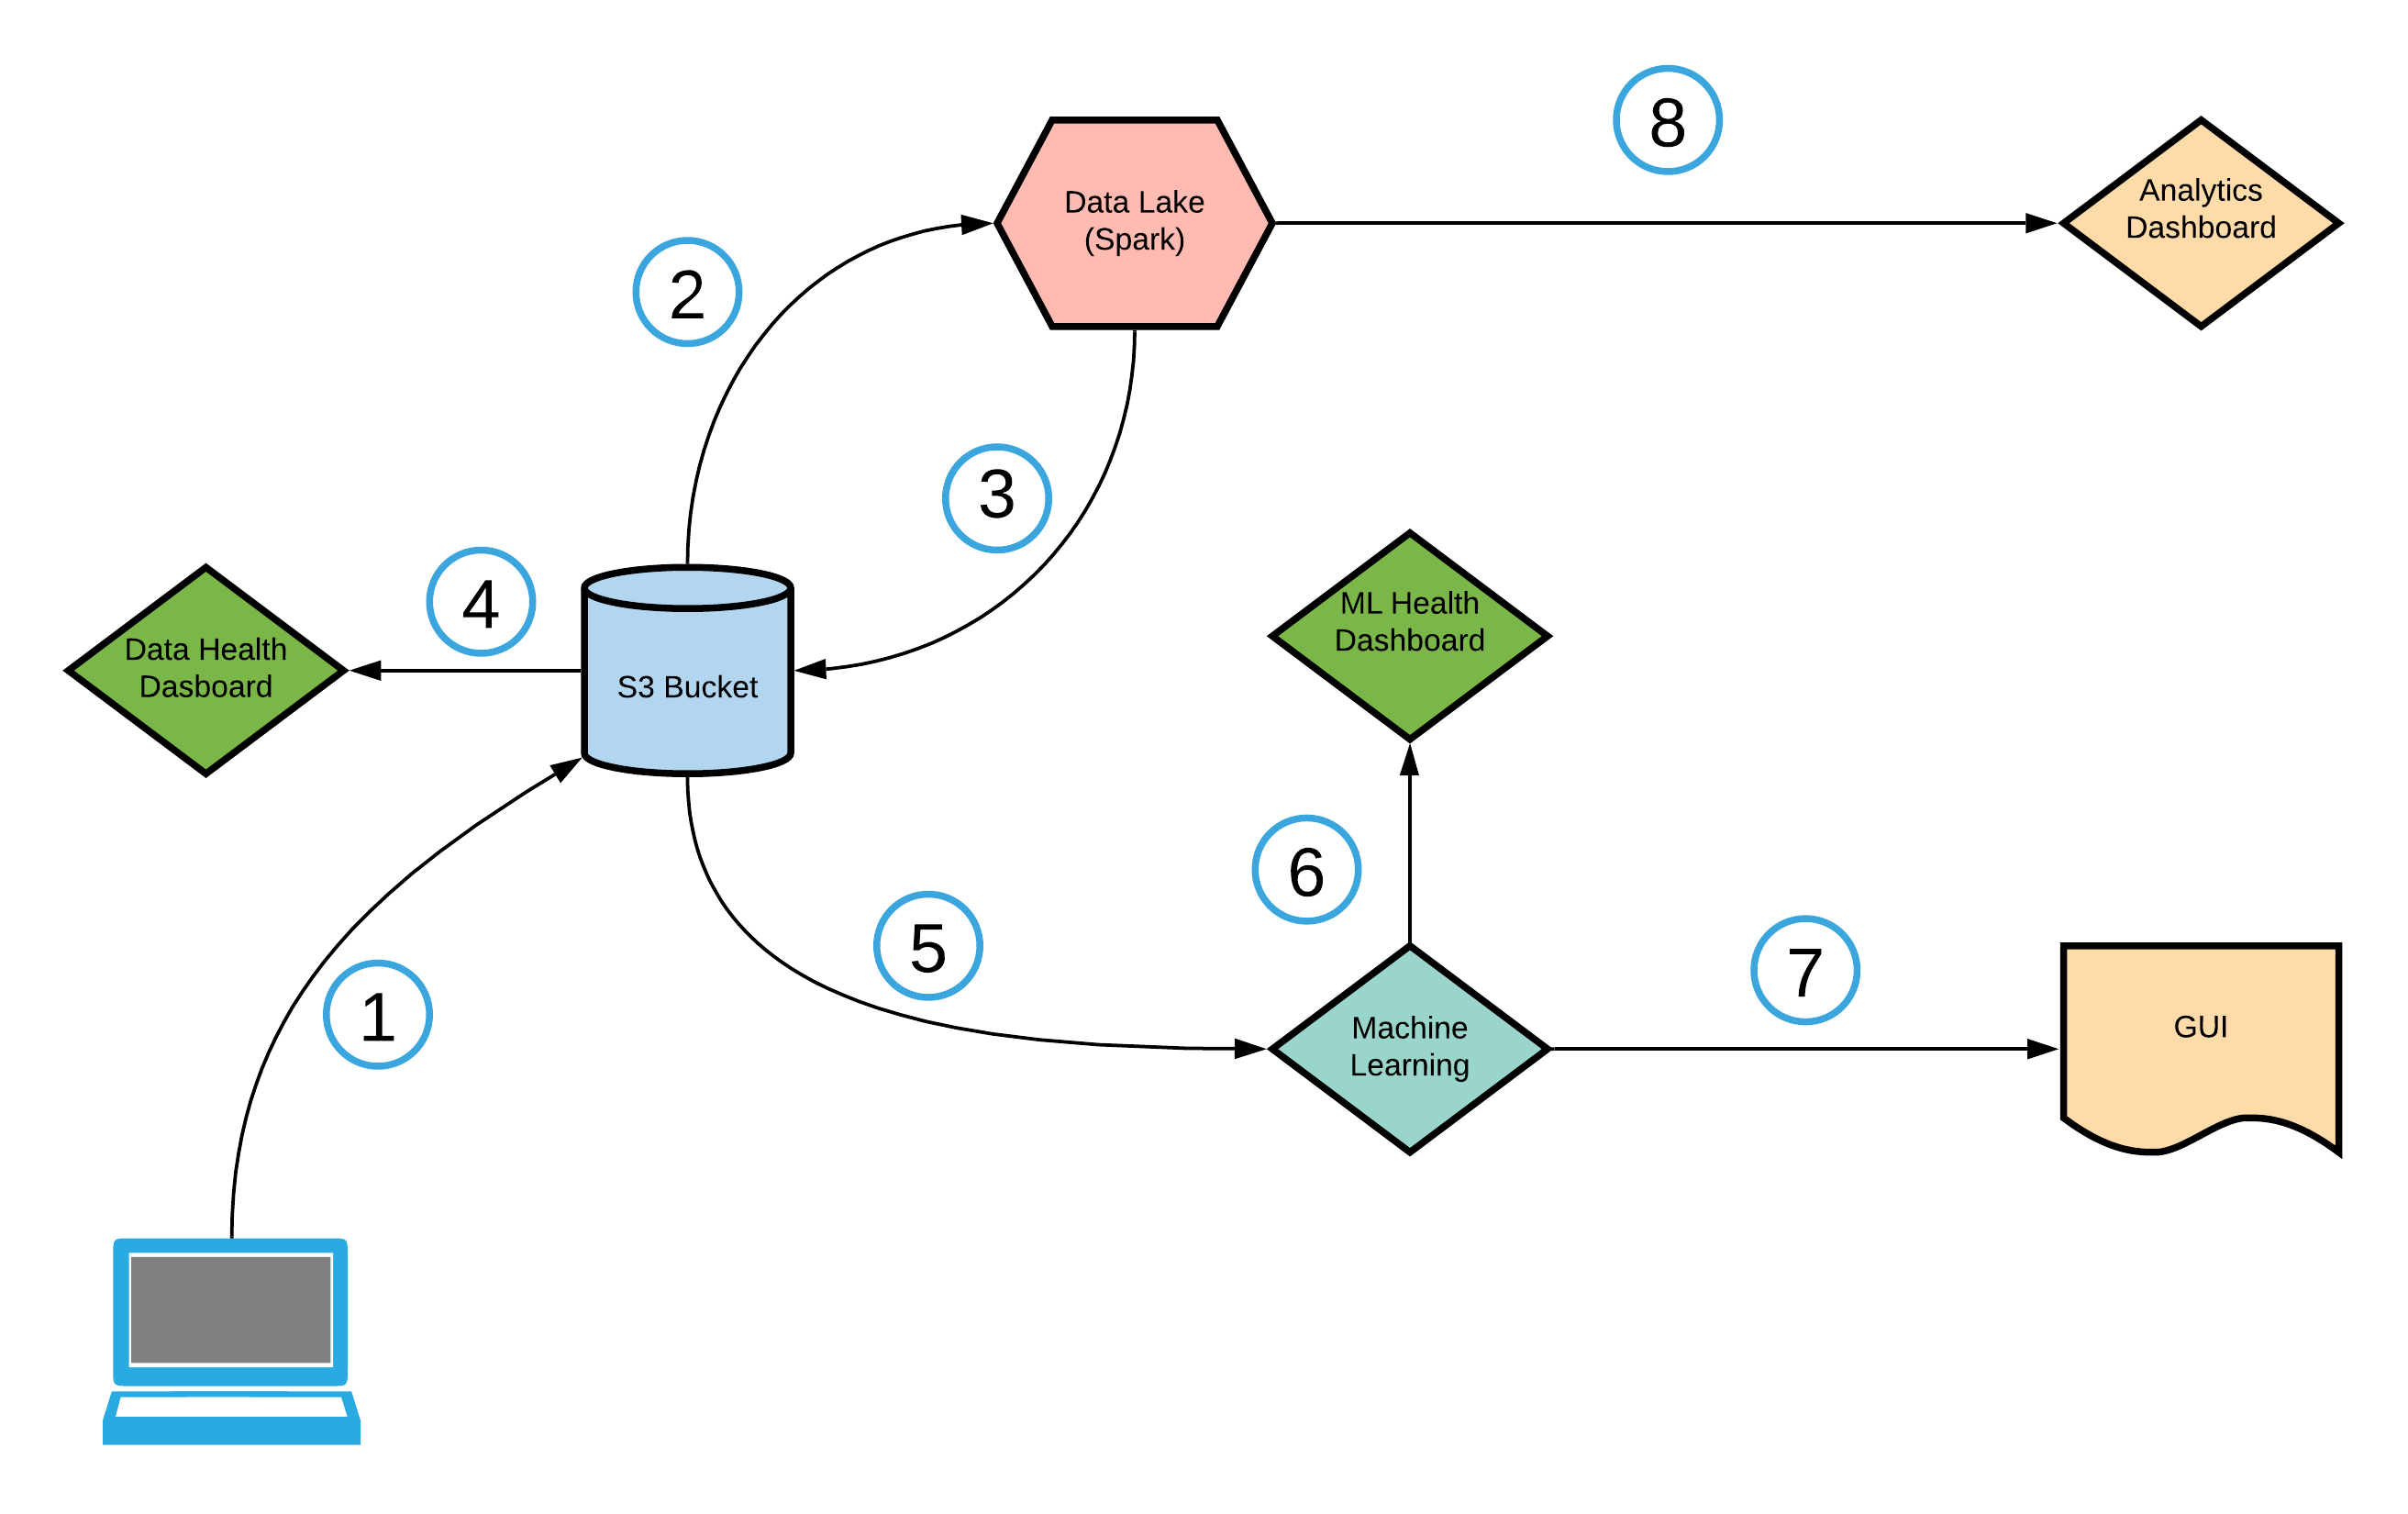 8
Data Lake
(Spark)
Analytics
Dashboard
2
3
4
Data Health
Dasboard
S3 Bucket
ML Health
Dashboard
6
5
7
1
Machine
Learning
GUI